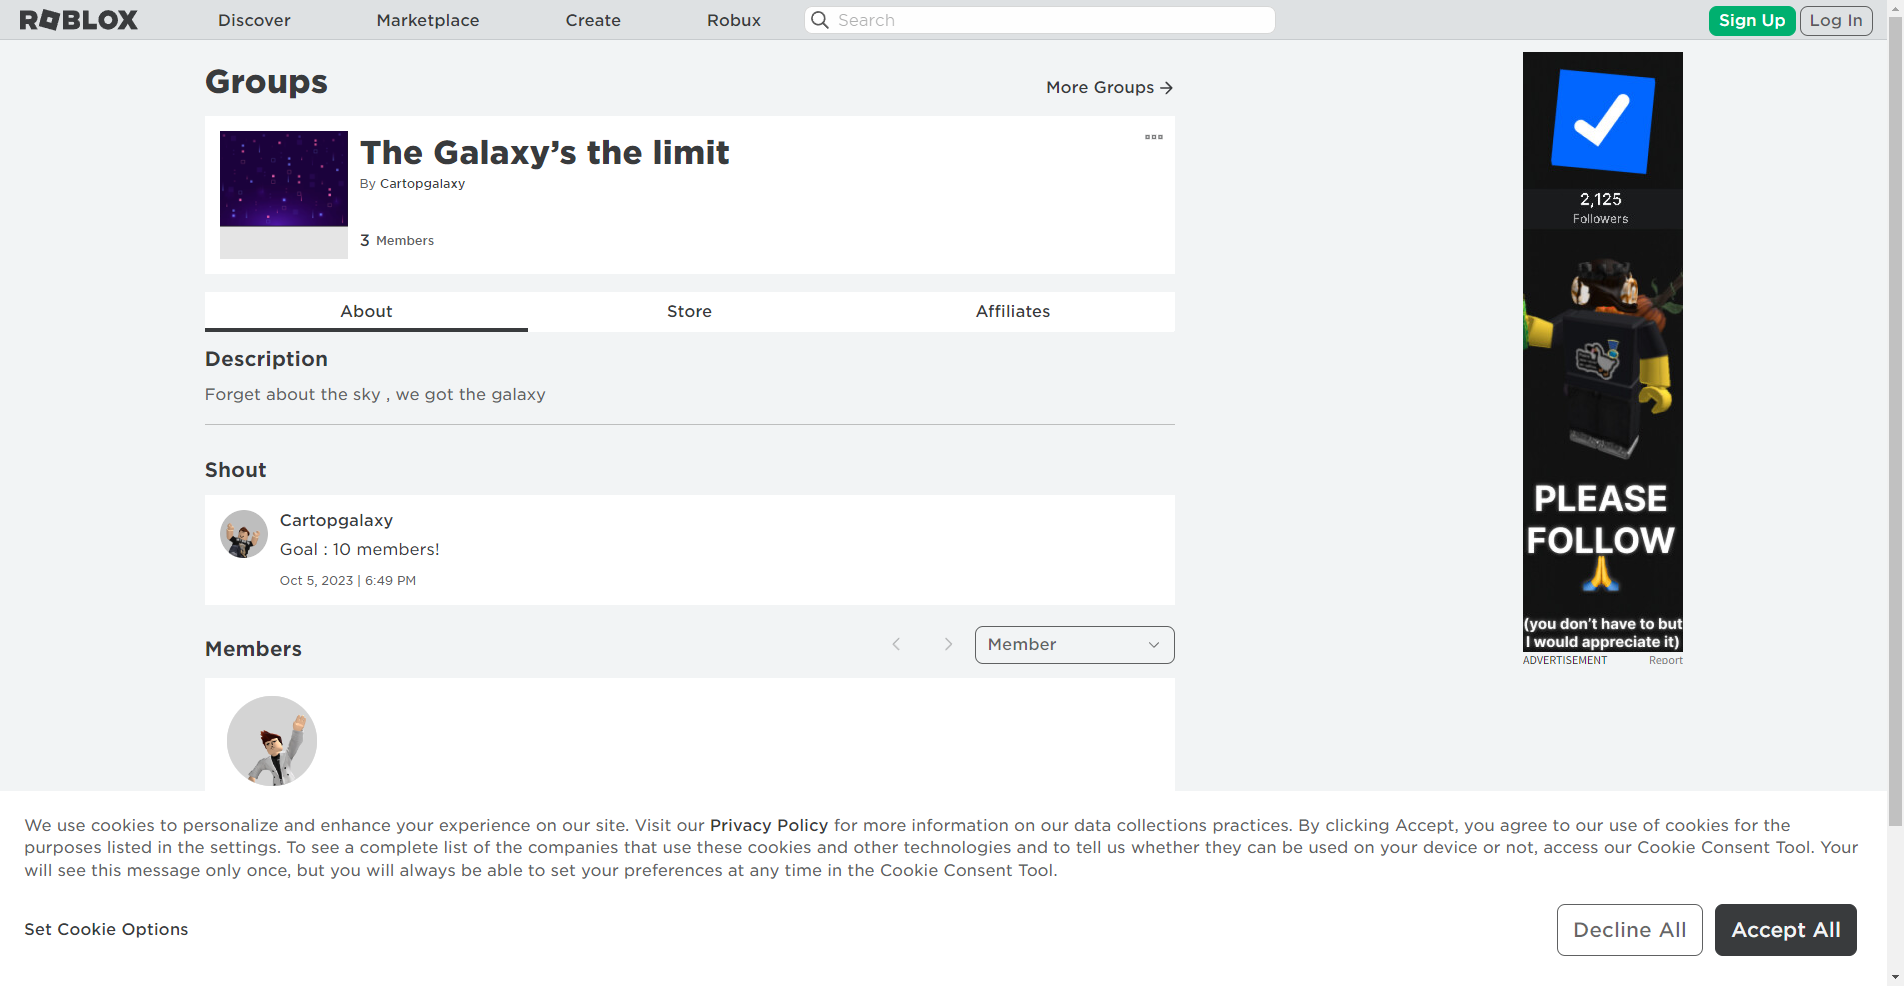 ROBLOX
Discover
Marketplace
Create
Robux
Search
Sign Up
Log In
Groups
More Groups →
The Galaxy’s the limit
By Cartopgalaxy
3 Members
About
Store
Affiliates
Description
Forget about the sky , we got the galaxy
Shout
Cartopgalaxy
Goal : 10 members!
Oct 5, 2023 | 6:49 PM
Members
Member
2,125
Followers
PLEASE
FOLLOW
(you don’t have to but
I would appreciate it)
ADVERTISEMENT
Report
We use cookies to personalize and enhance your experience on our site. Visit our Privacy Policy for more information on our data collections practices. By clicking Accept, you agree to our use of cookies for the
purposes listed in the settings. To see a complete list of the companies that use these cookies and other technologies and to tell us whether they can be used on your device or not, access our Cookie Consent Tool. Your
will see this message only once, but you will always be able to set your preferences at any time in the Cookie Consent Tool.
Set Cookie Options
Decline All
Accept All